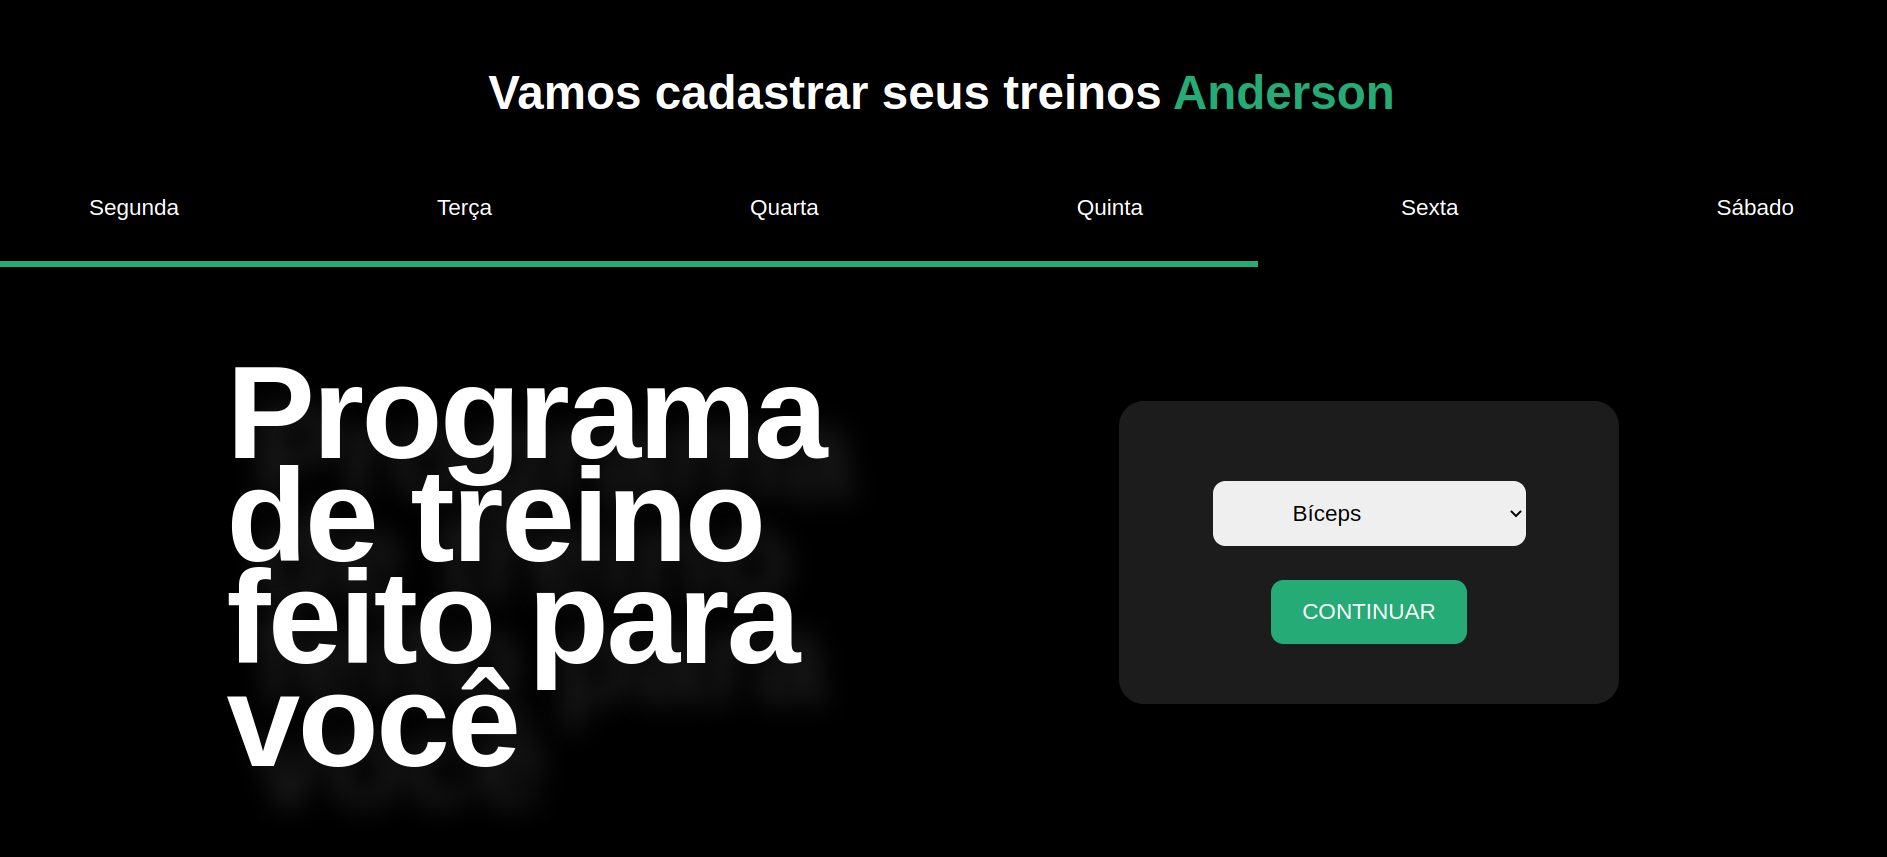 Vamos cadastrar seus treinos Anderson
Segunda Terça Quarta Quinta Sexta Sábado
Programa
de treino
feito para
você
Bíceps
CONTINUAR